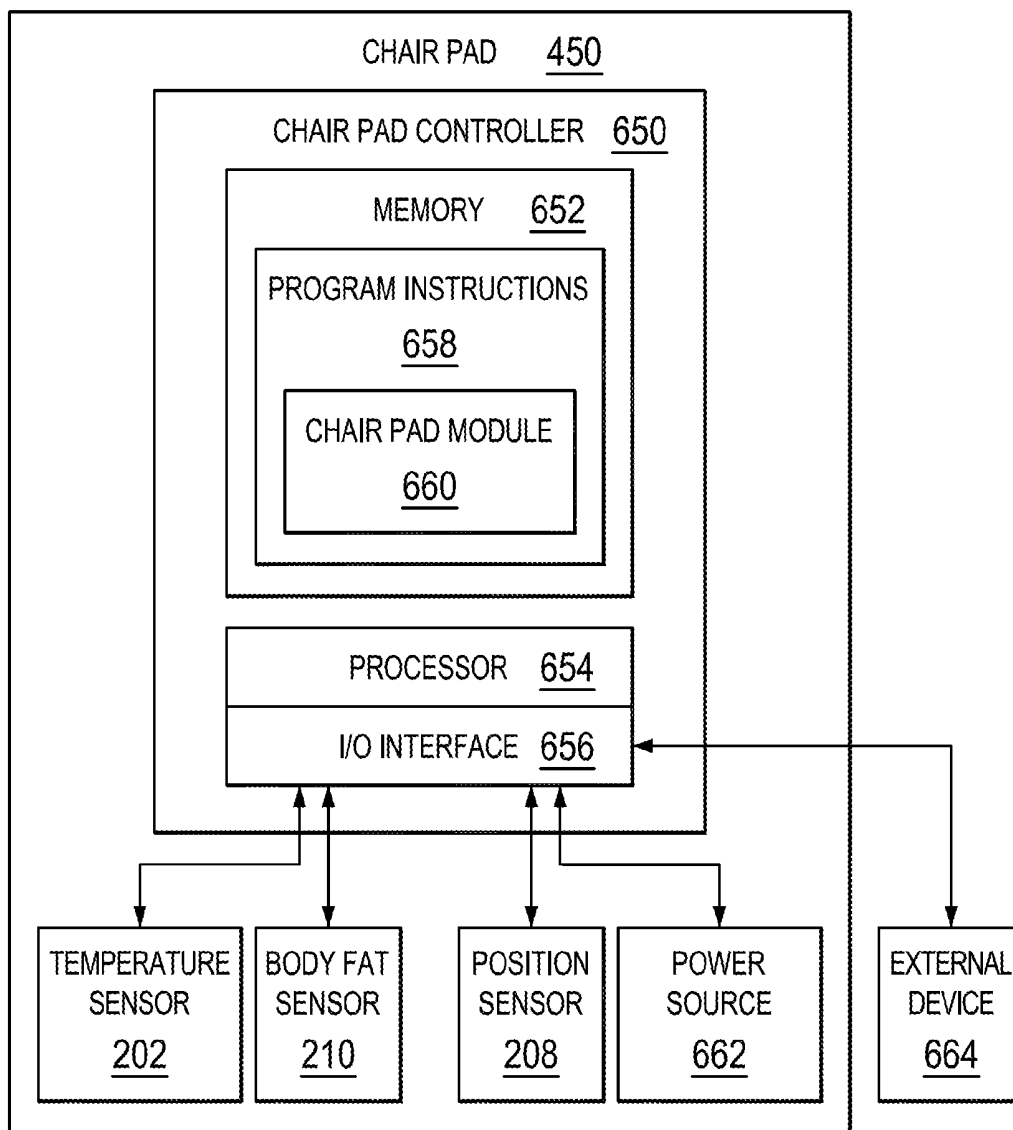 CHAIR PAD 450
CHAIR PAD CONTROLLER 650
MEMORY 652
PROGRAM INSTRUCTIONS
658
CHAIR PAD MODULE
660
PROCESSOR 654
I/O INTERFACE 656
TEMPERATURE
SENSOR
202
BODY FAT
SENSOR
210
POSITION
SENSOR
208
POWER
SOURCE
662
EXTERNAL
DEVICE
664